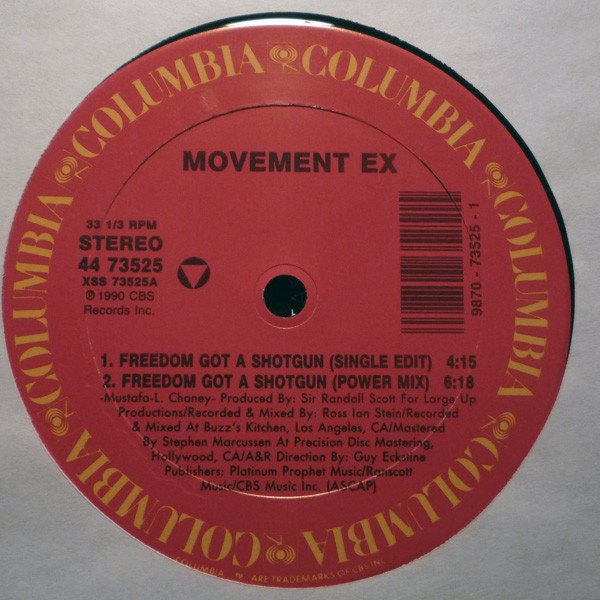 COLUMBIA COLUMBIA COLUMBIA COLUMBIA COLUMBIA COLUMBIA COLUMBIA COLUMBIA
MOVEMENT EX
33 1/3 RPM
STEREO
44 73525
XSS 73525A
℗ 1990 CBS
Records Inc.
9870 - 73525 - 1
1. FREEDOM GOT A SHOTGUN (SINGLE EDIT) 4:15
2. FREEDOM GOT A SHOTGUN (POWER MIX) 6:18
-Mustafa-L. Chaney- Produced By: Sir Randall Scott For Large Up
Productions/Recorded & Mixed By: Ross Ian Stein/Recorded
& Mixed At Buzz's Kitchen, Los Angeles, CA/Mastered
By Stephen Marcussen At Precision Disc Mastering,
Hollywood, CA/A&R Direction By: Guy Eckstine
Publishers: Platinum Prophet Music/Ranscott
Music/CBS Music Inc. (ASCAP)
COLUMBIA ARE TRADEMARKS OF CBS INC.